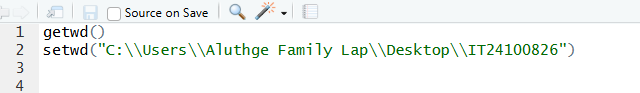 Source on Save
1 getwd()
2 setwd("C:\\Users\\Aluthge Family Lap\\Desktop\\IT24100826")
3
4